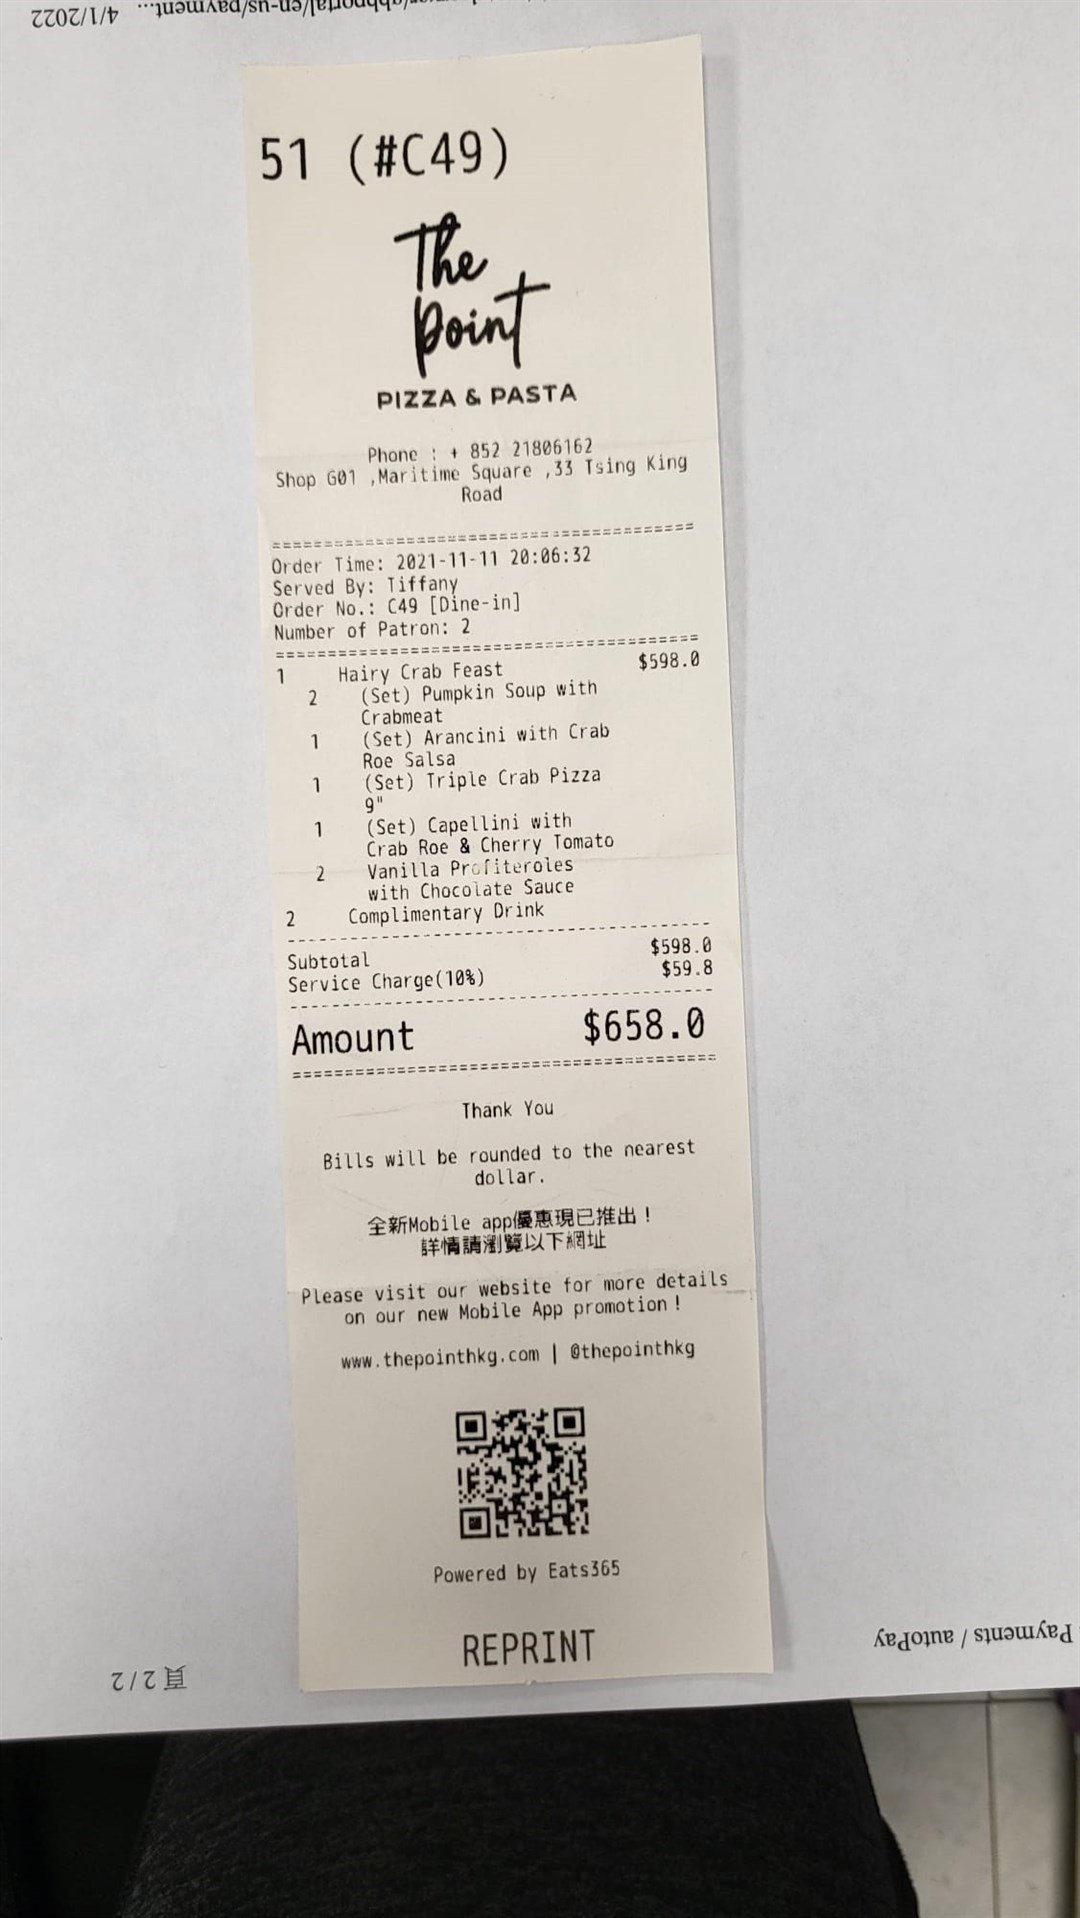 4/1/2022
51 (#C49)
The
Point
PIZZA & PASTA
Phone : + 852 21806162
Shop G01 ,Maritime Square ,33 Tsing King
Road
========================================
Order Time: 2021-11-11 20:06:32
Served By: Tiffany
Order No.: C49 [Dine-in]
Number of Patron: 2
========================================
1 Hairy Crab Feast $598.0
2 (Set) Pumpkin Soup with
Crabmeat
1 (Set) Arancini with Crab
Roe Salsa
1 (Set) Triple Crab Pizza
9"
1 (Set) Capellini with
Crab Roe & Cherry Tomato
2 Vanilla Profiteroles
with Chocolate Sauce
2 Complimentary Drink
----------------------------------------
Subtotal $598.0
Service Charge(10%) $59.8
----------------------------------------
Amount $658.0
========================================
Thank You
Bills will be rounded to the nearest
dollar.
全新Mobile app優惠現已推出！
詳情請瀏覽以下網址
Please visit our website for more details
on our new Mobile App promotion！
www.thepointhkg.com | @thepointhkg
Powered by Eats365
REPRINT
Payments / autoPay
頁 2 / 2